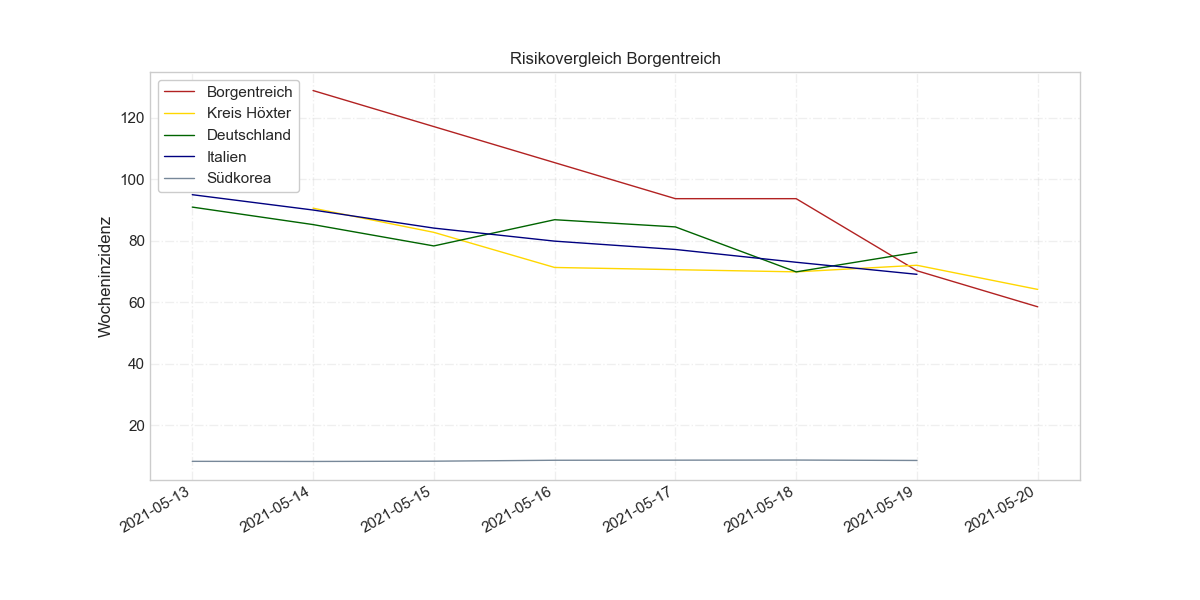 Risikovergleich Borgentreich
Borgentreich
Kreis Höxter
Deutschland
Italien
Südkorea
Wocheninzidenz
120
100
80
60
40
20
2021-05-13
2021-05-14
2021-05-15
2021-05-16
2021-05-17
2021-05-18
2021-05-19
2021-05-20